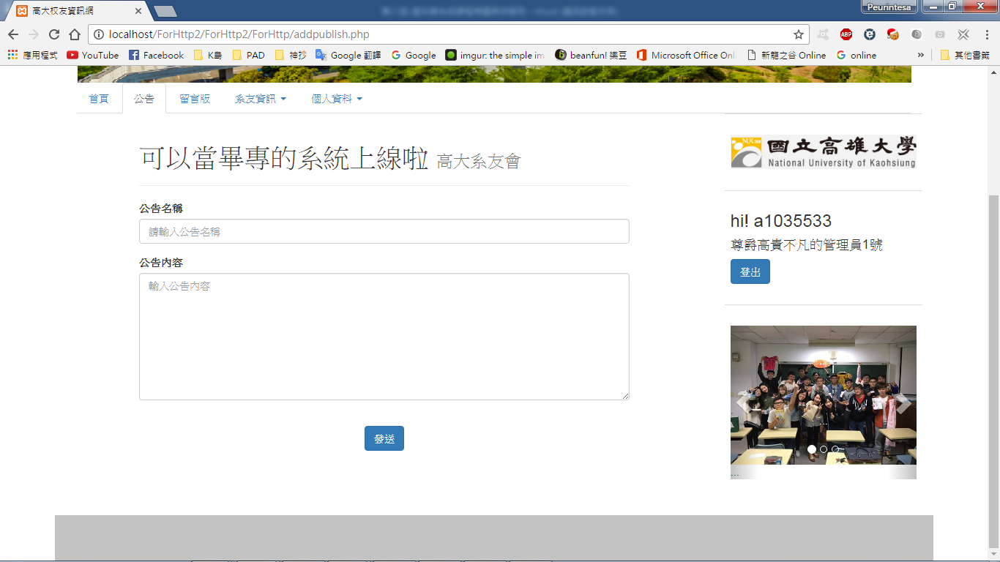 高大校友資訊網
Peurintesa
localhost/ForHttp2/ForHttp2/ForHttp/addpublish.php
應用程式 YouTube Facebook K島 PAD 神抄 Google 翻譯 Google imgur: the simple im beanfun! 樂豆 Microsoft Office Onl 新龍之谷 Online online » 其他書籤
首頁 公告 留言版 系友資訊 個人資料
可以當畢專的系統上線啦 高大系友會
公告名稱
請輸入公告名稱
公告內容
輸入公告內容
發送
NUK
國立高雄大學
National University of Kaohsiung
hi! a1035533
尊爵高貴不凡的管理員1號
登出
...
...